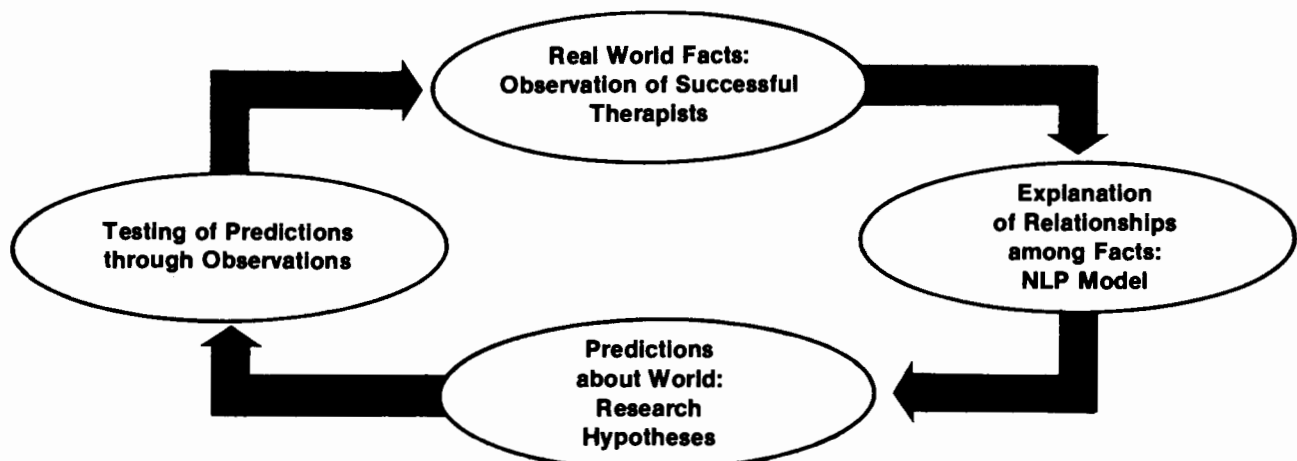 Real World Facts:
Observation of Successful
Therapists
Explanation
of Relationships
among Facts:
NLP Model
Predictions
about World:
Research
Hypotheses
Testing of Predictions
through Observations